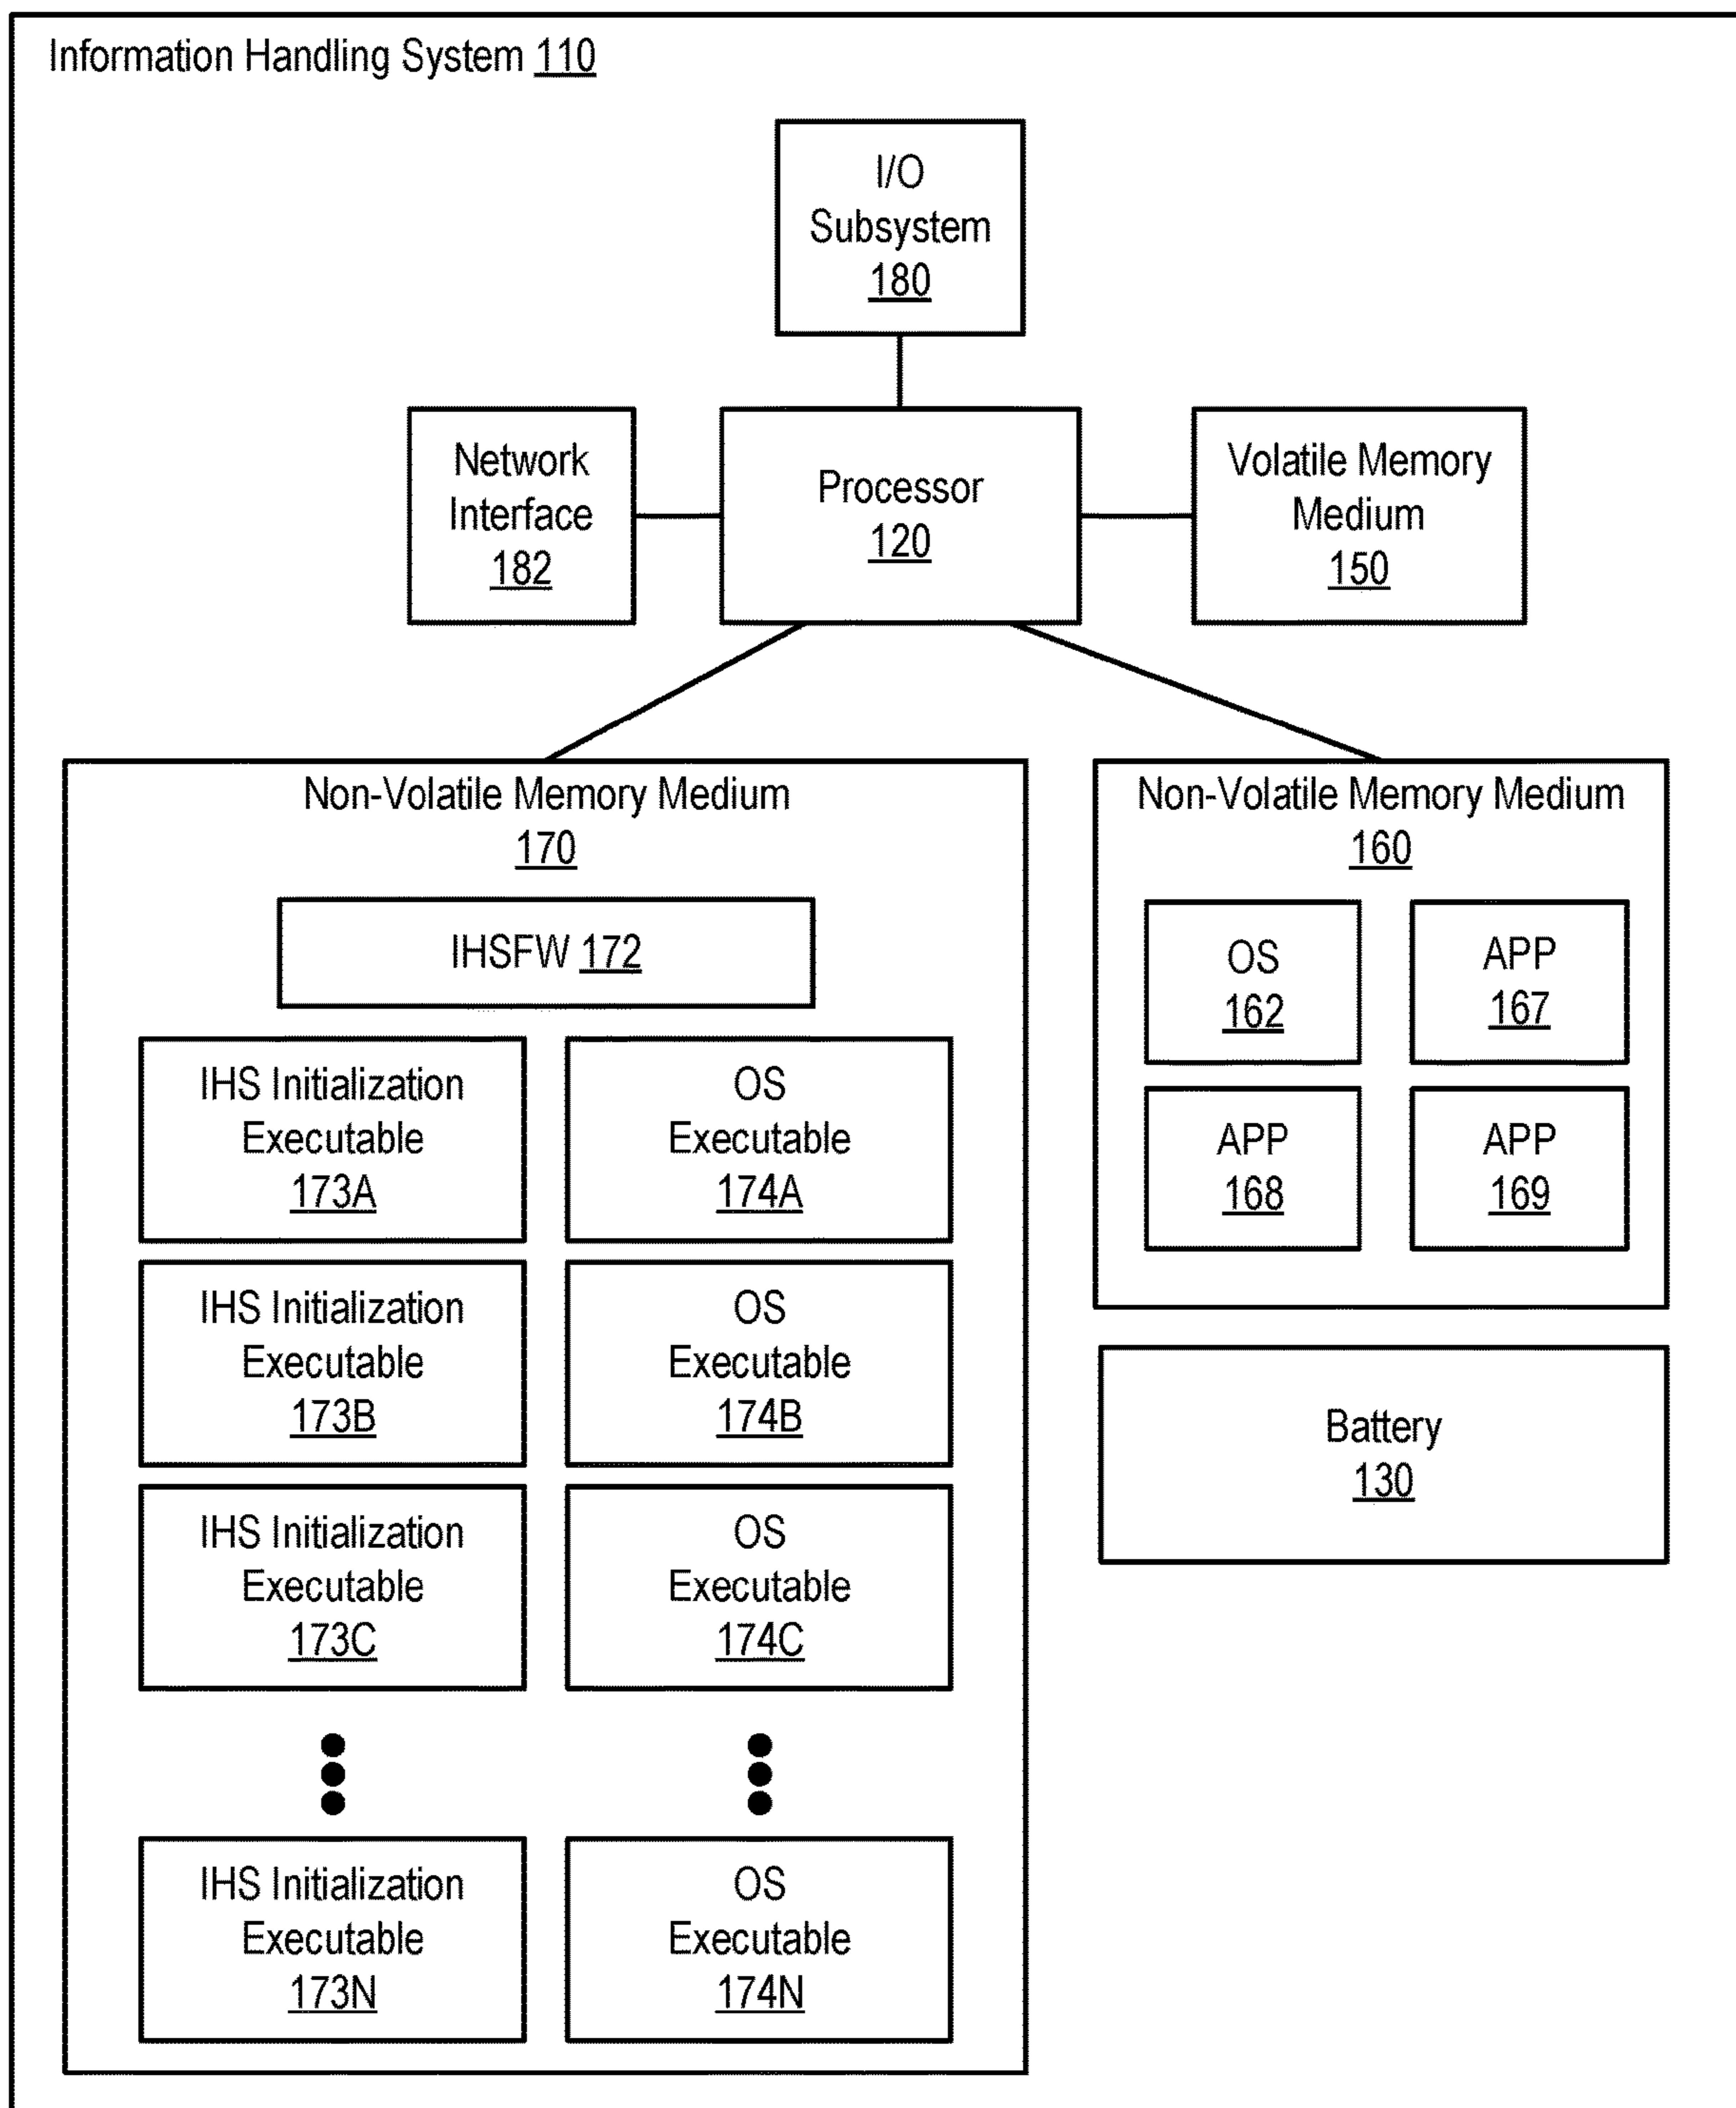 Information Handling System 110
I/O
Subsystem
180
Network
Interface
182
Processor
120
Volatile Memory
Medium
150
Non-Volatile Memory Medium
170
IHSFW 172
IHS Initialization
Executable
173A
OS
Executable
174A
IHS Initialization
Executable
173B
OS
Executable
174B
IHS Initialization
Executable
173C
OS
Executable
174C
IHS Initialization
Executable
173N
OS
Executable
174N
Non-Volatile Memory Medium
160
OS
162
APP
167
APP
168
APP
169
Battery
130